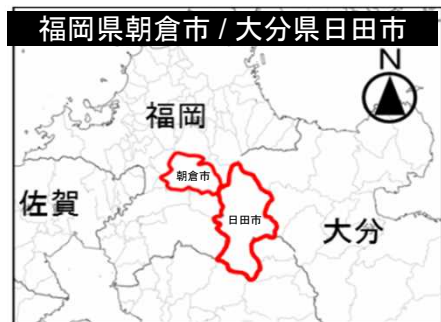 福岡県朝倉市 / 大分県日田市
N
福岡
朝倉市
佐賀
日田市
大分